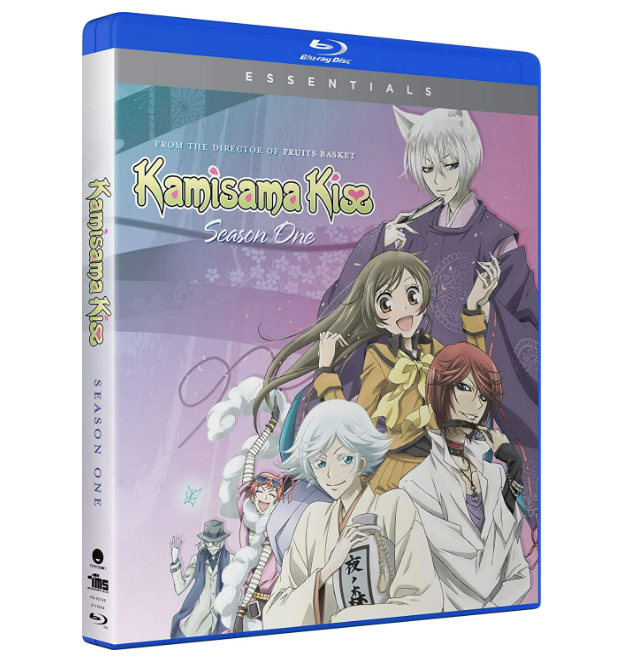 Blu-ray Disc
ESSENTIALS
FROM THE DIRECTOR OF FRUITS BASKET
Kamisama Kiss
Season One
夜ノ森
Kamisama Kiss
SEASON ONE